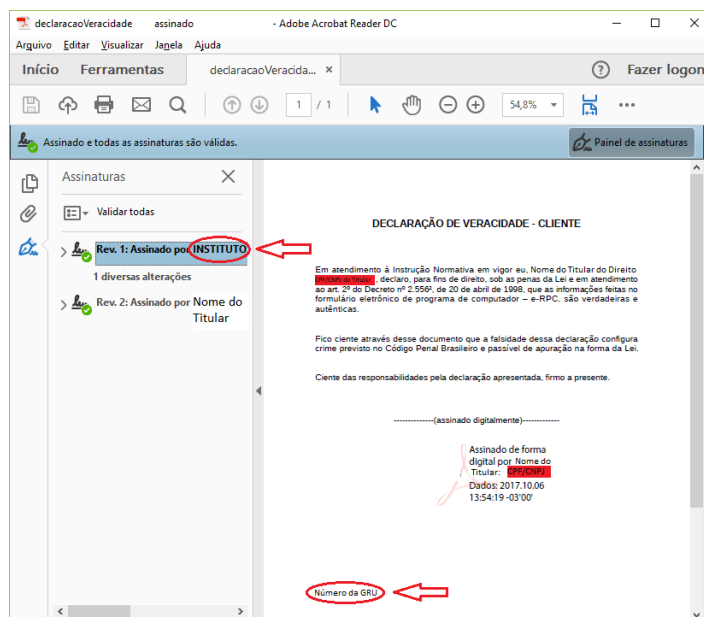 declaracaoVeracidade assinado - Adobe Acrobat Reader DC
Arquivo Editar Visualizar Janela Ajuda
Início Ferramentas declaracaoVeracida... × ? Fazer logon
1 / 1 54,8%
Assinado e todas as assinaturas são válidas. Painel de assinaturas
Assinaturas
Validar todas
Rev. 1: Assinado por INSTITUTO
1 diversas alterações
Rev. 2: Assinado por Nome do
Titular
DECLARAÇÃO DE VERACIDADE - CLIENTE
Em atendimento à Instrução Normativa em vigor eu, Nome do Titular do Direito
CPF/CNPJ do Titular, declaro, para fins de direito, sob as penas da Lei e em atendimento
ao art. 2º do Decreto nº 2.556², de 20 de abril de 1998, que as informações feitas no
formulário eletrônico de programa de computador – e-RPC, são verdadeiras e
autênticas.
Fico ciente através desse documento que a falsidade dessa declaração configura
crime previsto no Código Penal Brasileiro e passível de apuração na forma da Lei.
Ciente das responsabilidades pela declaração apresentada, firmo a presente.
--------------(assinado digitalmente)-------------
Assinado de forma
digital por Nome do
Titular: CPF/CNPJ
Dados: 2017.10.06
13:54:19 -03'00'
Número da GRU